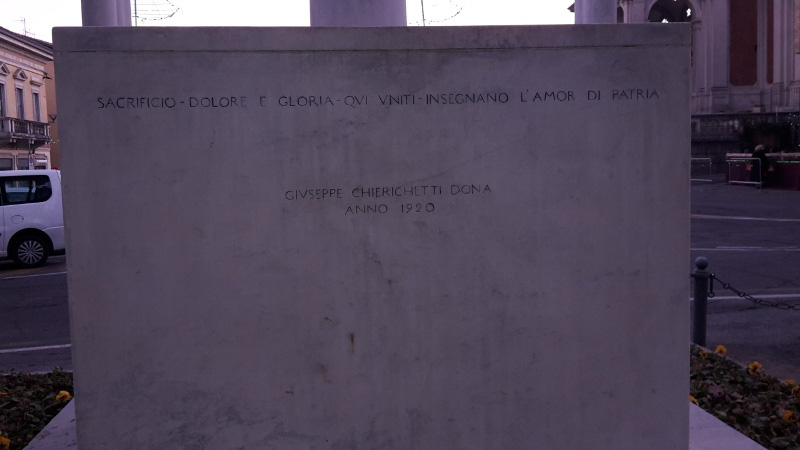 SACRIFICIO-DOLORE E GLORIA-QVI VNITI-INSEGNANO L'AMOR DI PATRIA
GIVSEPPE CHIERICHETTI DONA
ANNO 1920